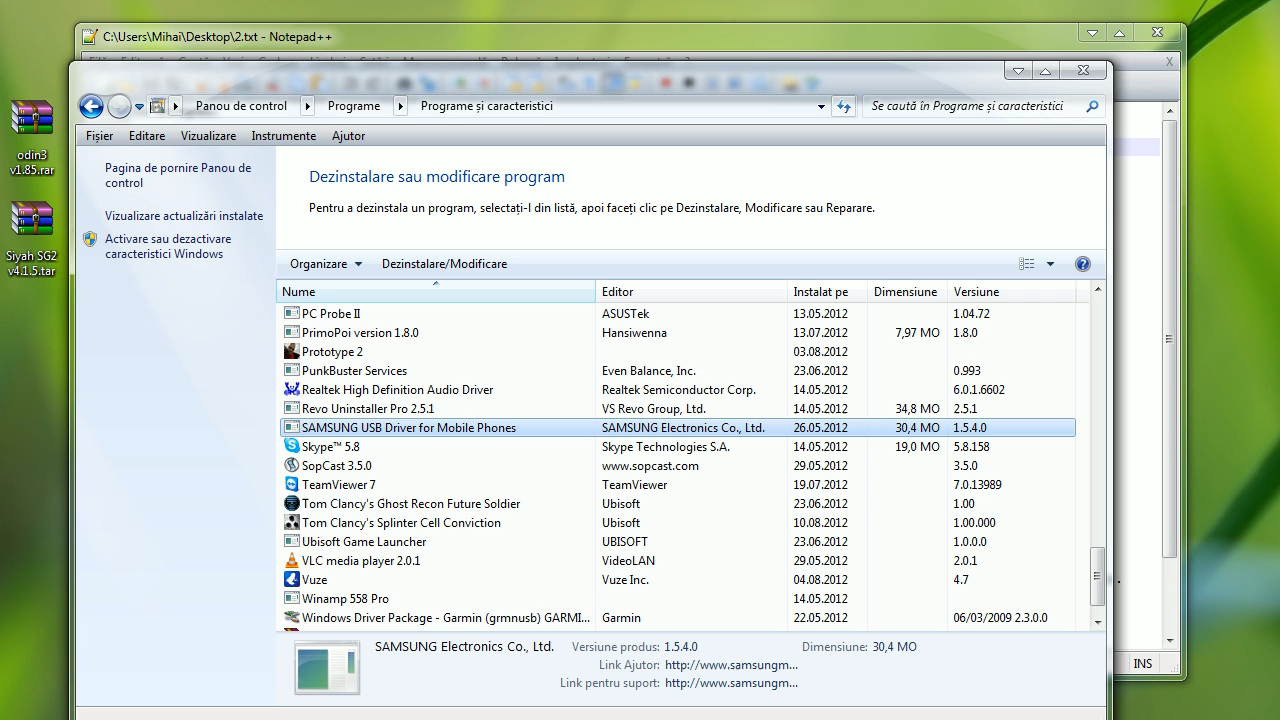 C:\Users\Mihai\Desktop\2.txt - Notepad++
X
Panou de control
Programe
Programe și caracteristici
Se caută în Programe și caracteristici
Fișier Editare Vizualizare Instrumente Ajutor
odin3
v1.85.rar
Siyah SG2
v4.1.5.tar
Pagina de pornire Panou de
control
Vizualizare actualizări instalate
Activare sau dezactivare
caracteristici Windows
Dezinstalare sau modificare program
Pentru a dezinstala un program, selectați-l din listă, apoi faceți clic pe Dezinstalare, Modificare sau Reparare.
Organizare Dezinstalare/Modificare
Nume Editor Instalat pe Dimensiune Versiune
PC Probe II ASUSTek 13.05.2012 1.04.72
PrimoPoi version 1.8.0 Hansiwenna 13.07.2012 7,97 MO 1.8.0
Prototype 2 03.08.2012
PunkBuster Services Even Balance, Inc. 23.06.2012 0.993
Realtek High Definition Audio Driver Realtek Semiconductor Corp. 14.05.2012 6.0.1.6602
Revo Uninstaller Pro 2.5.1 VS Revo Group, Ltd. 14.05.2012 34,8 MO 2.5.1
SAMSUNG USB Driver for Mobile Phones SAMSUNG Electronics Co., Ltd. 26.05.2012 30,4 MO 1.5.4.0
Skype™ 5.8 Skype Technologies S.A. 14.05.2012 19,0 MO 5.8.158
SopCast 3.5.0 www.sopcast.com 29.05.2012 3.5.0
TeamViewer 7 TeamViewer 19.07.2012 7.0.13989
Tom Clancy's Ghost Recon Future Soldier Ubisoft 23.06.2012 1.00
Tom Clancy's Splinter Cell Conviction Ubisoft 10.08.2012 1.00.000
Ubisoft Game Launcher UBISOFT 23.06.2012 1.0.0.0
VLC media player 2.0.1 VideoLAN 29.05.2012 2.0.1
Vuze Vuze Inc. 04.08.2012 4.7
Winamp 558 Pro 14.05.2012
Windows Driver Package - Garmin (grmnusb) GARMI... Garmin 22.05.2012 06/03/2009 2.3.0.0
SAMSUNG Electronics Co., Ltd. Versiune produs: 1.5.4.0 Dimensiune: 30,4 MO
Link Ajutor: http://www.samsungm...
Link pentru suport: http://www.samsungm...
INS